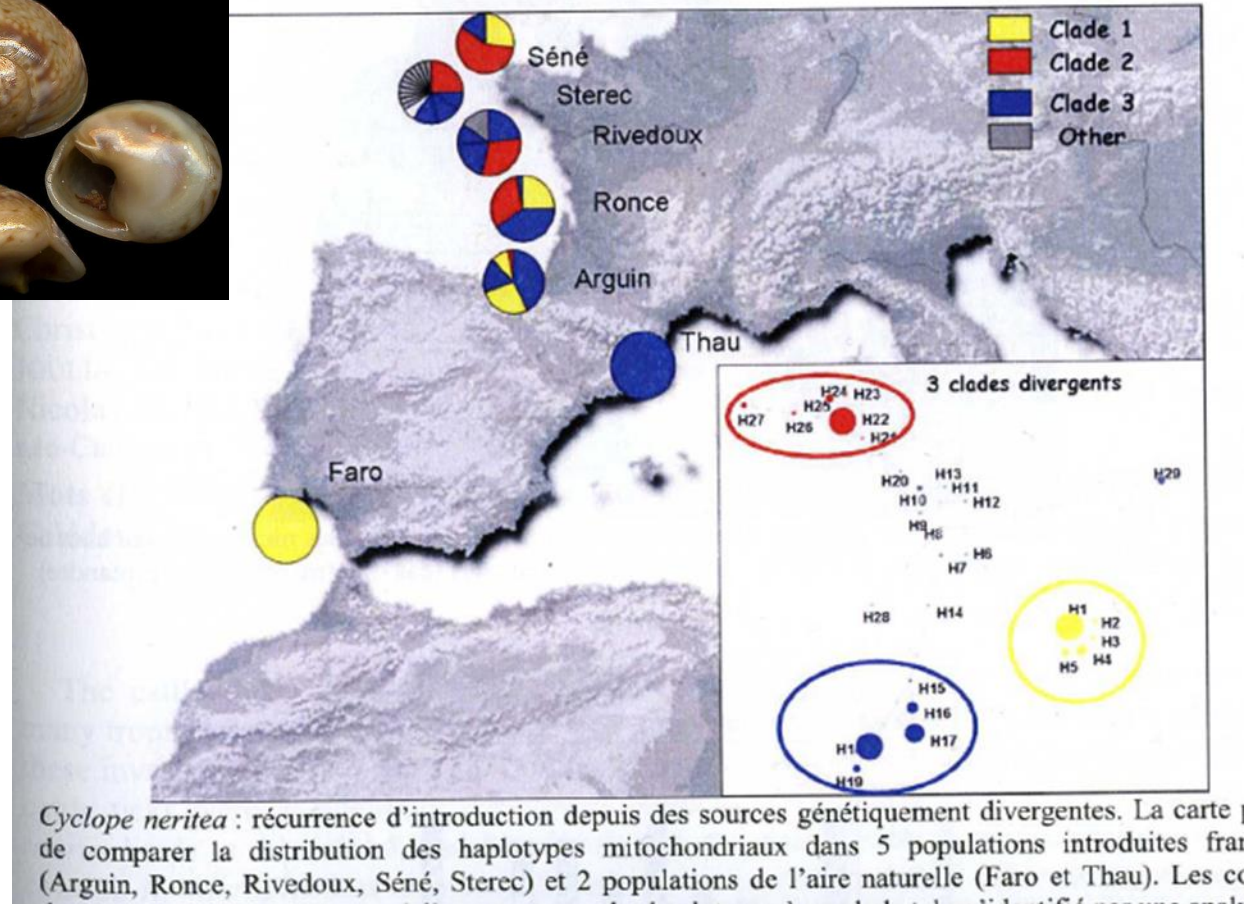 Clade 1
Clade 2
Clade 3
Other
Séné
Sterec
Rivedoux
Ronce
Arguin
Thau
Faro
3 clades divergents
H24 H23
H25
H27
H26
H22
H21
H13
H20
H11
H29
H10
H12
H9
H8
H6
H7
H28
H14
H1
H2
H3
H4
H5
H15
H16
H17
H19
Cyclope neritea : récurrence d'introduction depuis des sources génétiquement divergentes. La carte
de comparer la distribution des haplotypes mitochondriaux dans 5 populations introduites
(Arguin, Ronce, Rivedoux, Séné, Sterec) et 2 populations de l'aire naturelle (Faro et Thau). Les